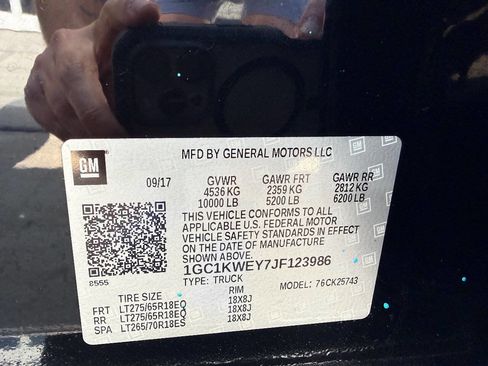 GM
MFD BY GENERAL MOTORS LLC
09/17 GVWR GAWR FRT GAWR RR
4536 KG 2359 KG 2812 KG
10000 LB 5200 LB 6200 LB
THIS VEHICLE CONFORMS TO ALL
APPLICABLE U.S. FEDERAL MOTOR
VEHICLE SAFETY STANDARDS IN EFFECT
ON THE DATE OF MANUFACTURE
SHOWN ABOVE.
1GC1KWEY7JF123986
8555 TYPE: TRUCK MODEL: 76CK25743
TIRE SIZE RIM
FRT LT275/65R18EQ 18X8J
RR LT275/65R18EQ 18X8J
SPA LT265/70R18ES 18X8J